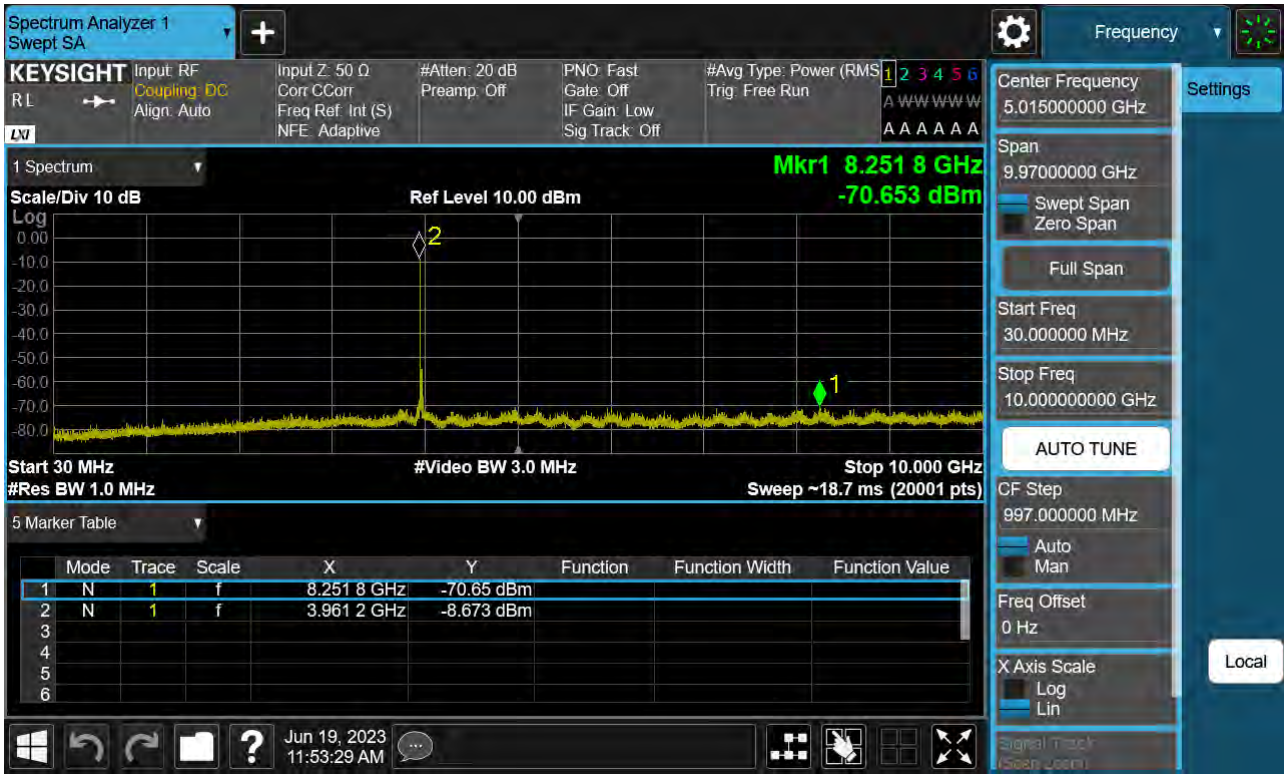 Spectrum Analyzer 1
Swept SA
Frequency
KEYSIGHT
RL
LXI
Input: RF
Coupling: DC
Align: Auto
Input Z: 50 Ω
Corr CCorr
Freq Ref: Int (S)
NFE: Adaptive
#Atten: 20 dB
Preamp: Off
PNO: Fast
Gate: Off
IF Gain: Low
Sig Track: Off
#Avg Type: Power (RMS
Trig: Free Run
1 2 3 4 5 6
A W W W W W
A A A A A A
1 Spectrum
Scale/Div 10 dB
Ref Level 10.00 dBm
Mkr1 8.251 8 GHz
-70.653 dBm
Log
0.00
-10.0
-20.0
-30.0
-40.0
-50.0
-60.0
-70.0
-80.0
2
1
Start 30 MHz
#Video BW 3.0 MHz
Stop 10.000 GHz
#Res BW 1.0 MHz
Sweep ~18.7 ms (20001 pts)
5 Marker Table
Mode Trace Scale X Y Function Function Width Function Value
1 N 1 f 8.251 8 GHz -70.65 dBm
2 N 1 f 3.961 2 GHz -8.673 dBm
3
4
5
6
?
Jun 19, 2023
11:53:29 AM
Center Frequency
5.015000000 GHz
Span
9.97000000 GHz
Swept Span
Zero Span
Full Span
Start Freq
30.000000 MHz
Stop Freq
10.000000000 GHz
AUTO TUNE
CF Step
997.000000 MHz
Auto
Man
Freq Offset
0 Hz
X Axis Scale
Log
Lin
Signal Track
(Span Zoom)
Settings
Local